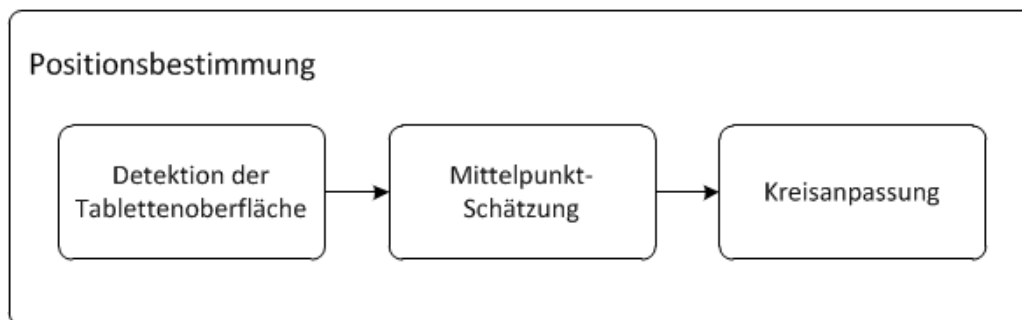 Positionsbestimmung
Detektion der
Tablettenoberfläche
Mittelpunkt-
Schätzung
Kreisanpassung